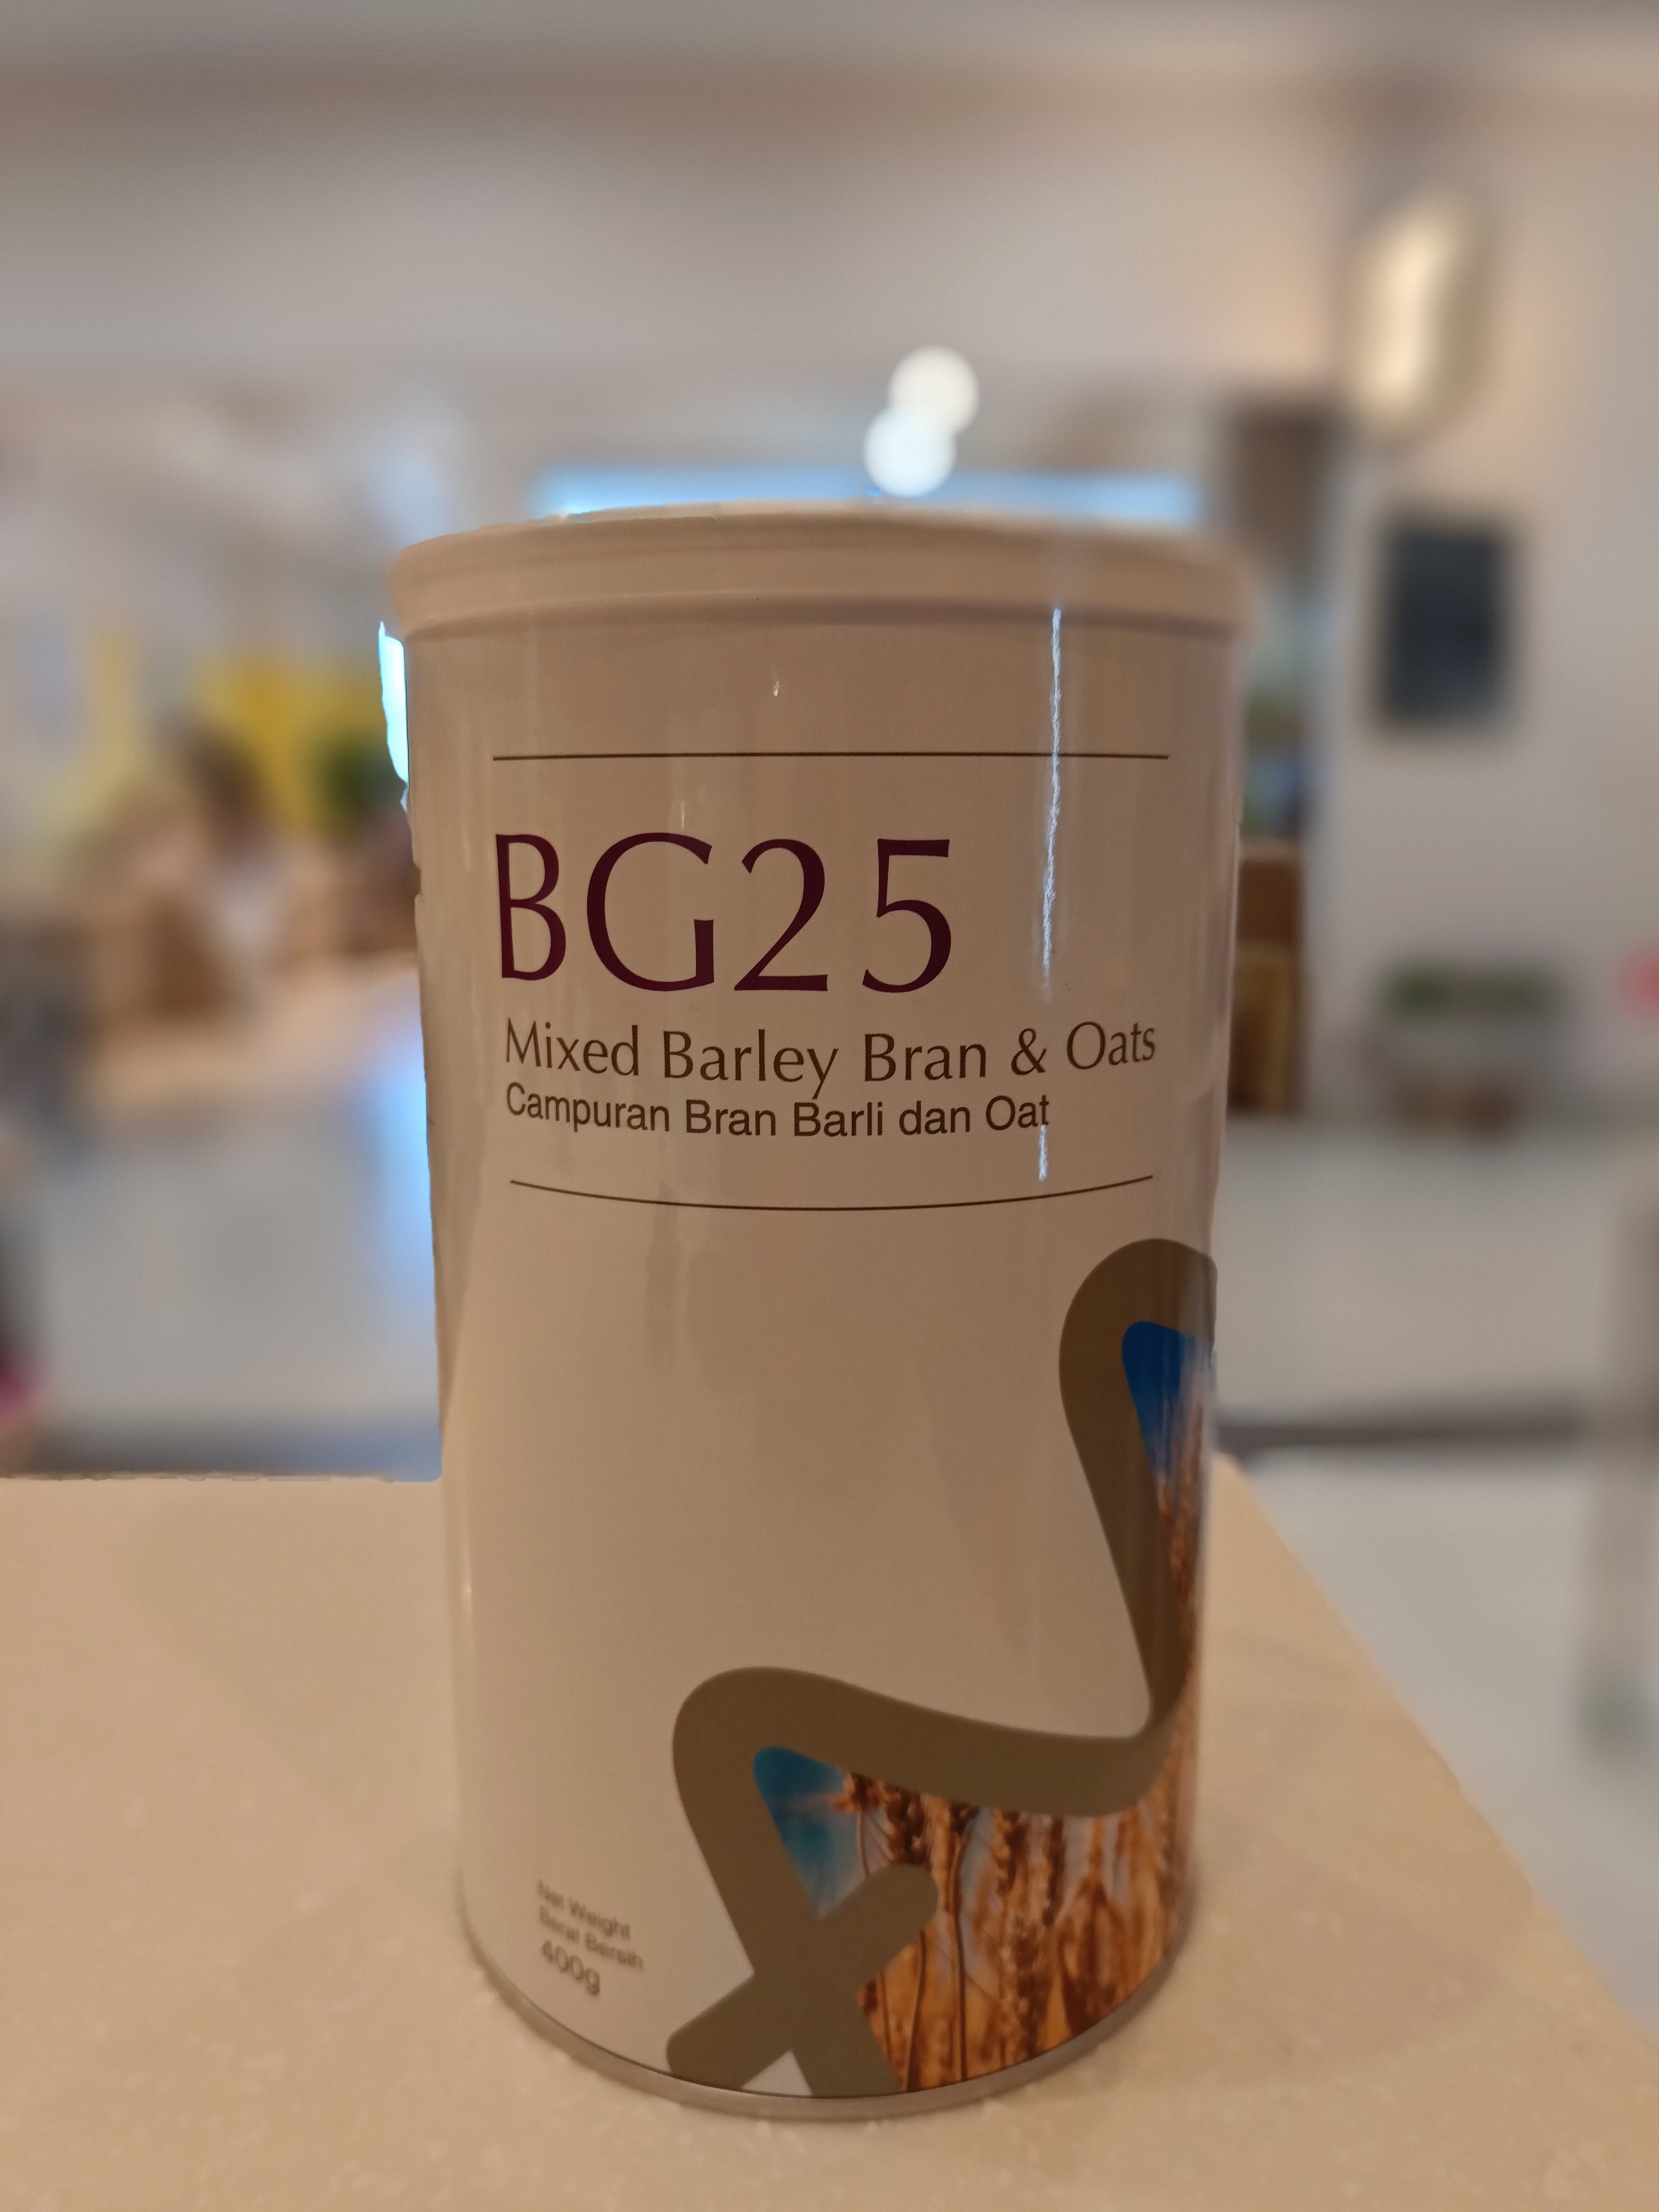 BG25
Mixed Barley Bran & Oats
Campuran Bran Barli dan Oat
Net Weight
Berat Bersih
400g